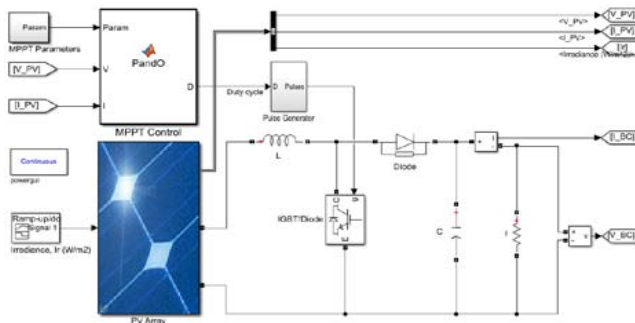 Param
MPPT Parameters
[V_PV]
[I_PV]
Param
V
I
PandO
D
MPPT Control
Duty cycle
D
Pulses
Pulse Generator
<V_PV>
<I_PV>
[V_PV]
[I_PV]
[Ir]
Continuous
powergui
Ramp-up/do
Signal 1
Irradiance, Ir (W/m2)
PV Array
L
IGBT/Diode
C
g
E
Diode
C
+
-
i
[I_BC]
+
-
v
[V_BC]